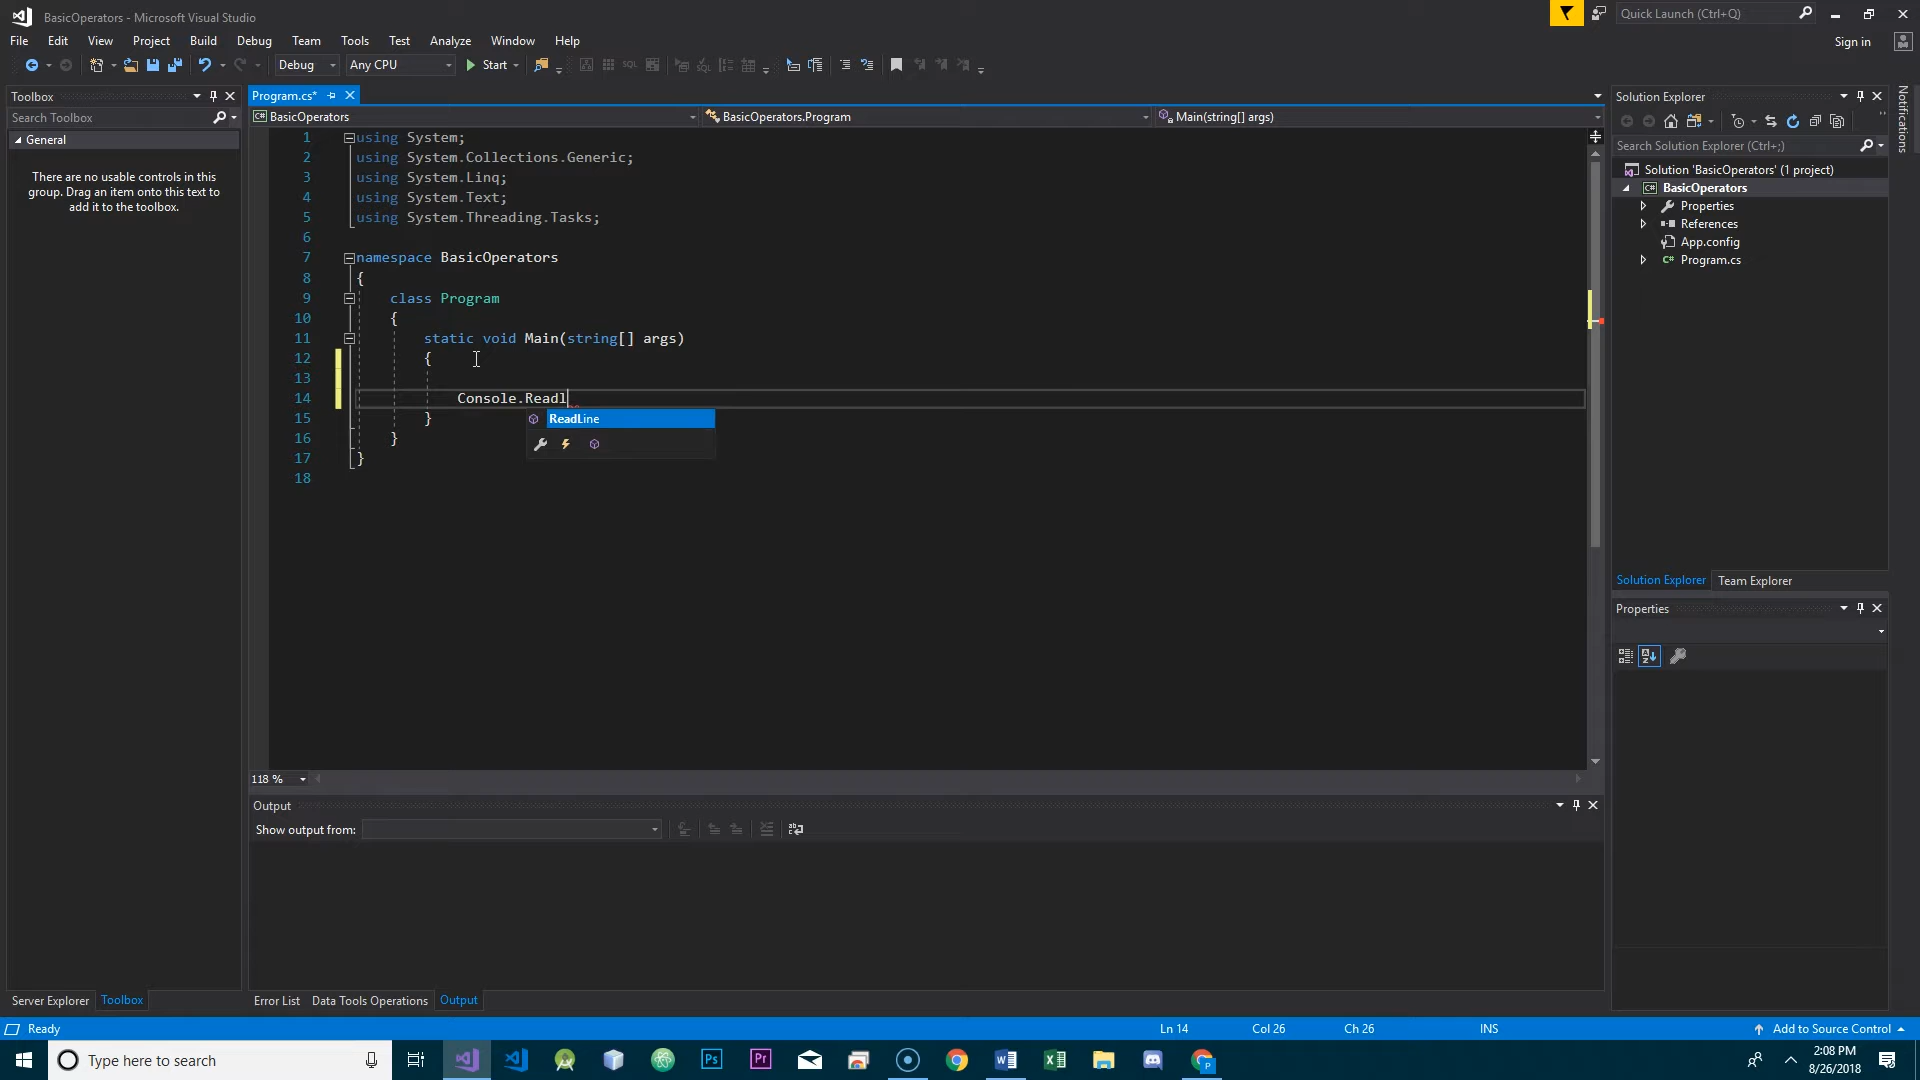 BasicOperators - Microsoft Visual Studio
Quick Launch (Ctrl+Q)
File Edit View Project Build Debug Team Tools Test Analyze Window Help
Sign in
Debug Any CPU Start
Toolbox
Search Toolbox
General
There are no usable controls in this
group. Drag an item onto this text to
add it to the toolbox.
Program.cs*
C# BasicOperators
BasicOperators.Program
Main(string[] args)
1 using System;
2 using System.Collections.Generic;
3 using System.Linq;
4 using System.Text;
5 using System.Threading.Tasks;
6
7 namespace BasicOperators
8 {
9 class Program
10 {
11 static void Main(string[] args)
12 {
13
14 Console.Readl
ReadLine
15 }
16 }
17 }
18
118 %
Output
Show output from:
Error List Data Tools Operations Output
Server Explorer Toolbox
Solution Explorer
Search Solution Explorer (Ctrl+;)
Solution 'BasicOperators' (1 project)
C# BasicOperators
Properties
References
App.config
C# Program.cs
Solution Explorer Team Explorer
Properties
Notifications
Ready
Ln 14 Col 26 Ch 26 INS
Add to Source Control
Type here to search
Ps
Pr
P
2:08 PM
8/26/2018